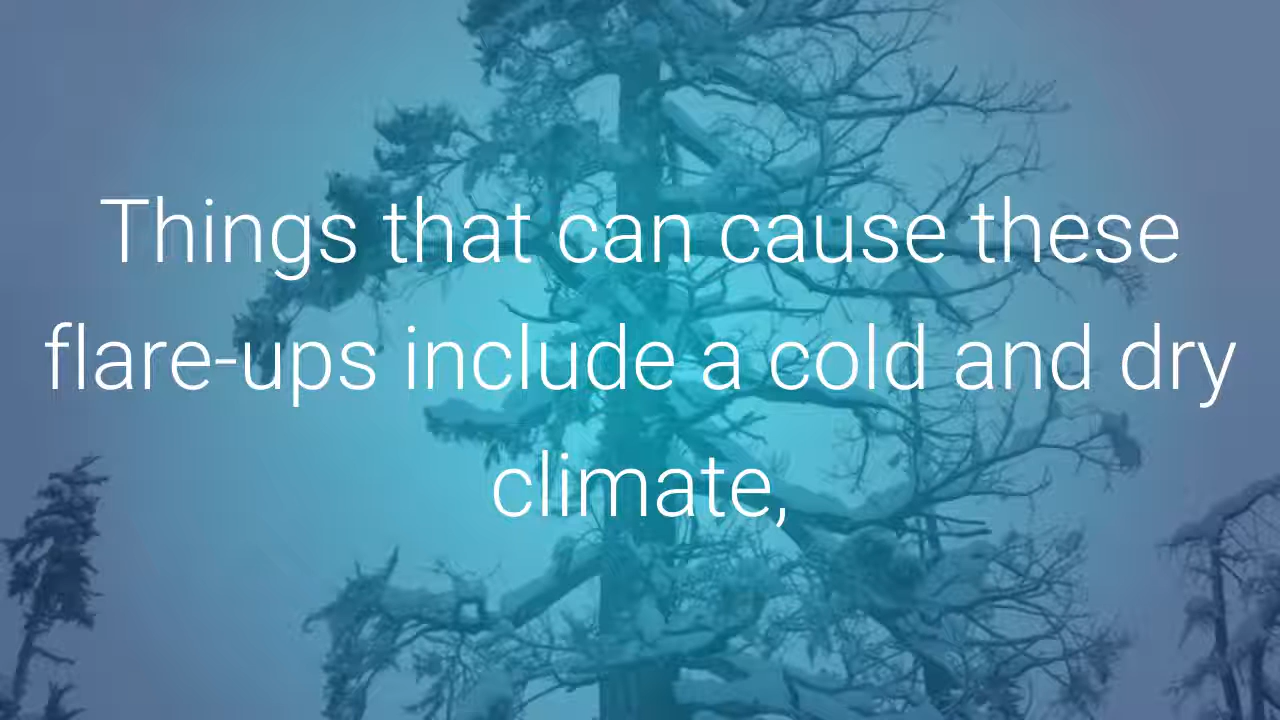 Things that can cause these
flare-ups include a cold and dry
climate,